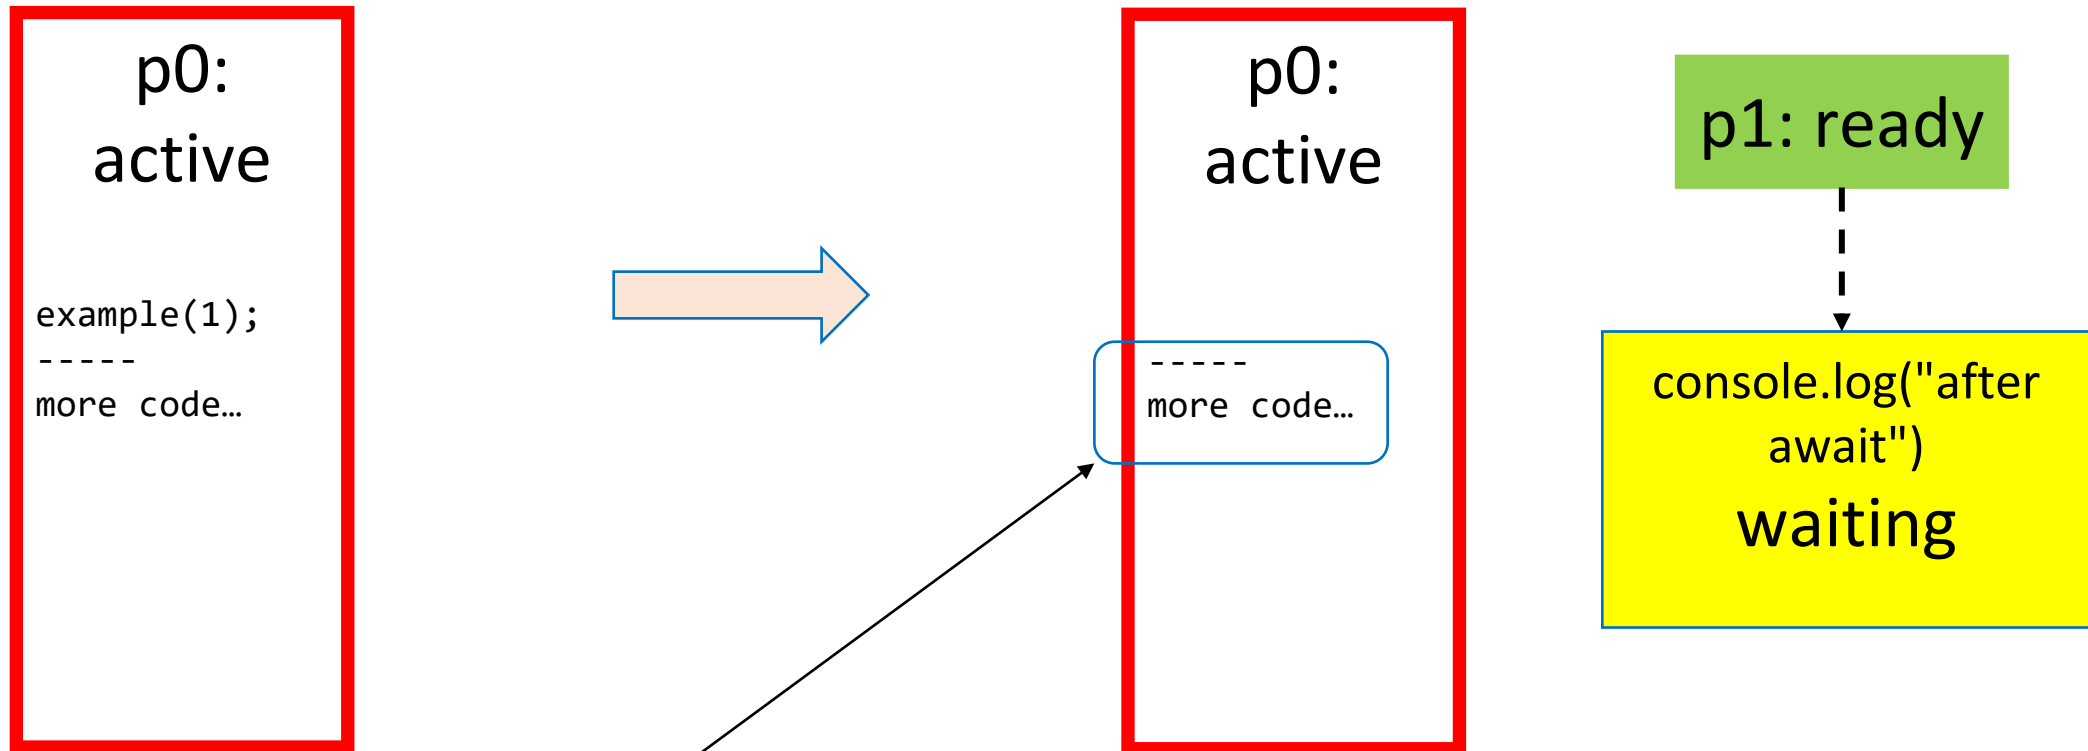 p0:
active
example(1);
-----
more code…
p0:
active
-----
more code…
p1: ready
console.log("after
await")
waiting